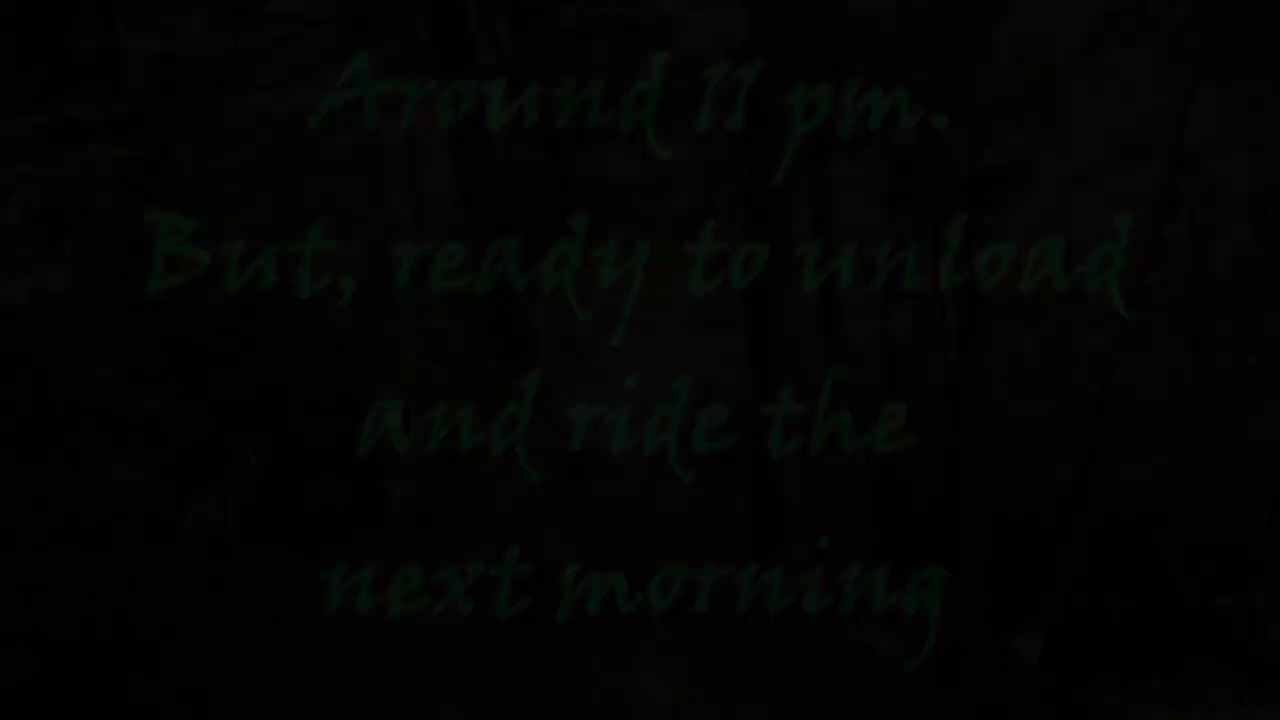 Around 11 pm.
But, ready to unload
and ride the
next morning